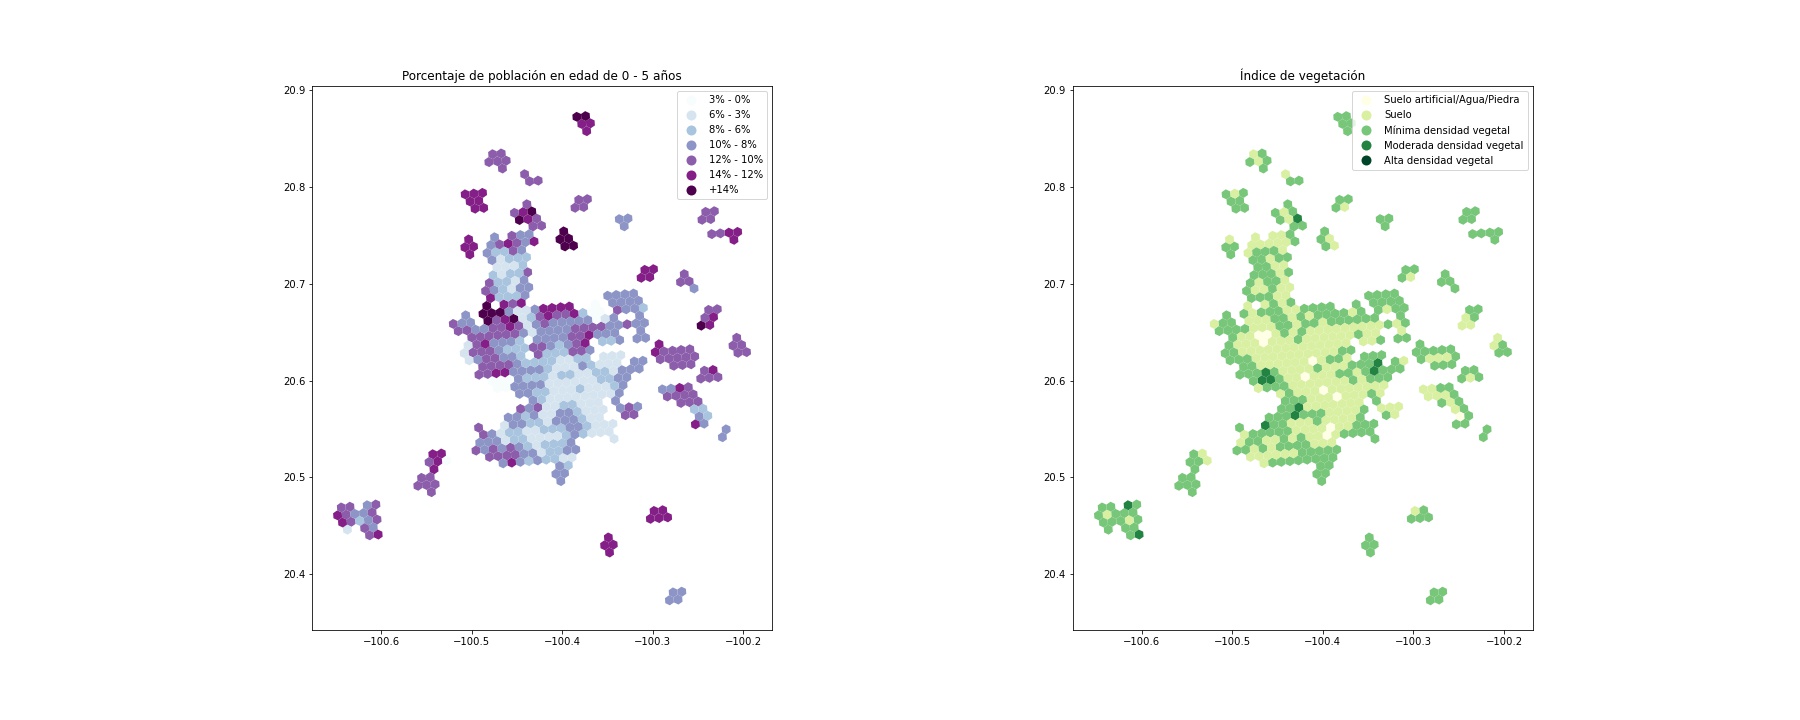 Porcentaje de población en edad de 0 - 5 años
20.9
20.8
20.7
20.6
20.5
20.4
−100.6
−100.5
−100.4
−100.3
−100.2
3% - 0%
6% - 3%
8% - 6%
10% - 8%
12% - 10%
14% - 12%
+14%
Índice de vegetación
20.9
20.8
20.7
20.6
20.5
20.4
−100.6
−100.5
−100.4
−100.3
−100.2
Suelo artificial/Agua/Piedra
Suelo
Mínima densidad vegetal
Moderada densidad vegetal
Alta densidad vegetal